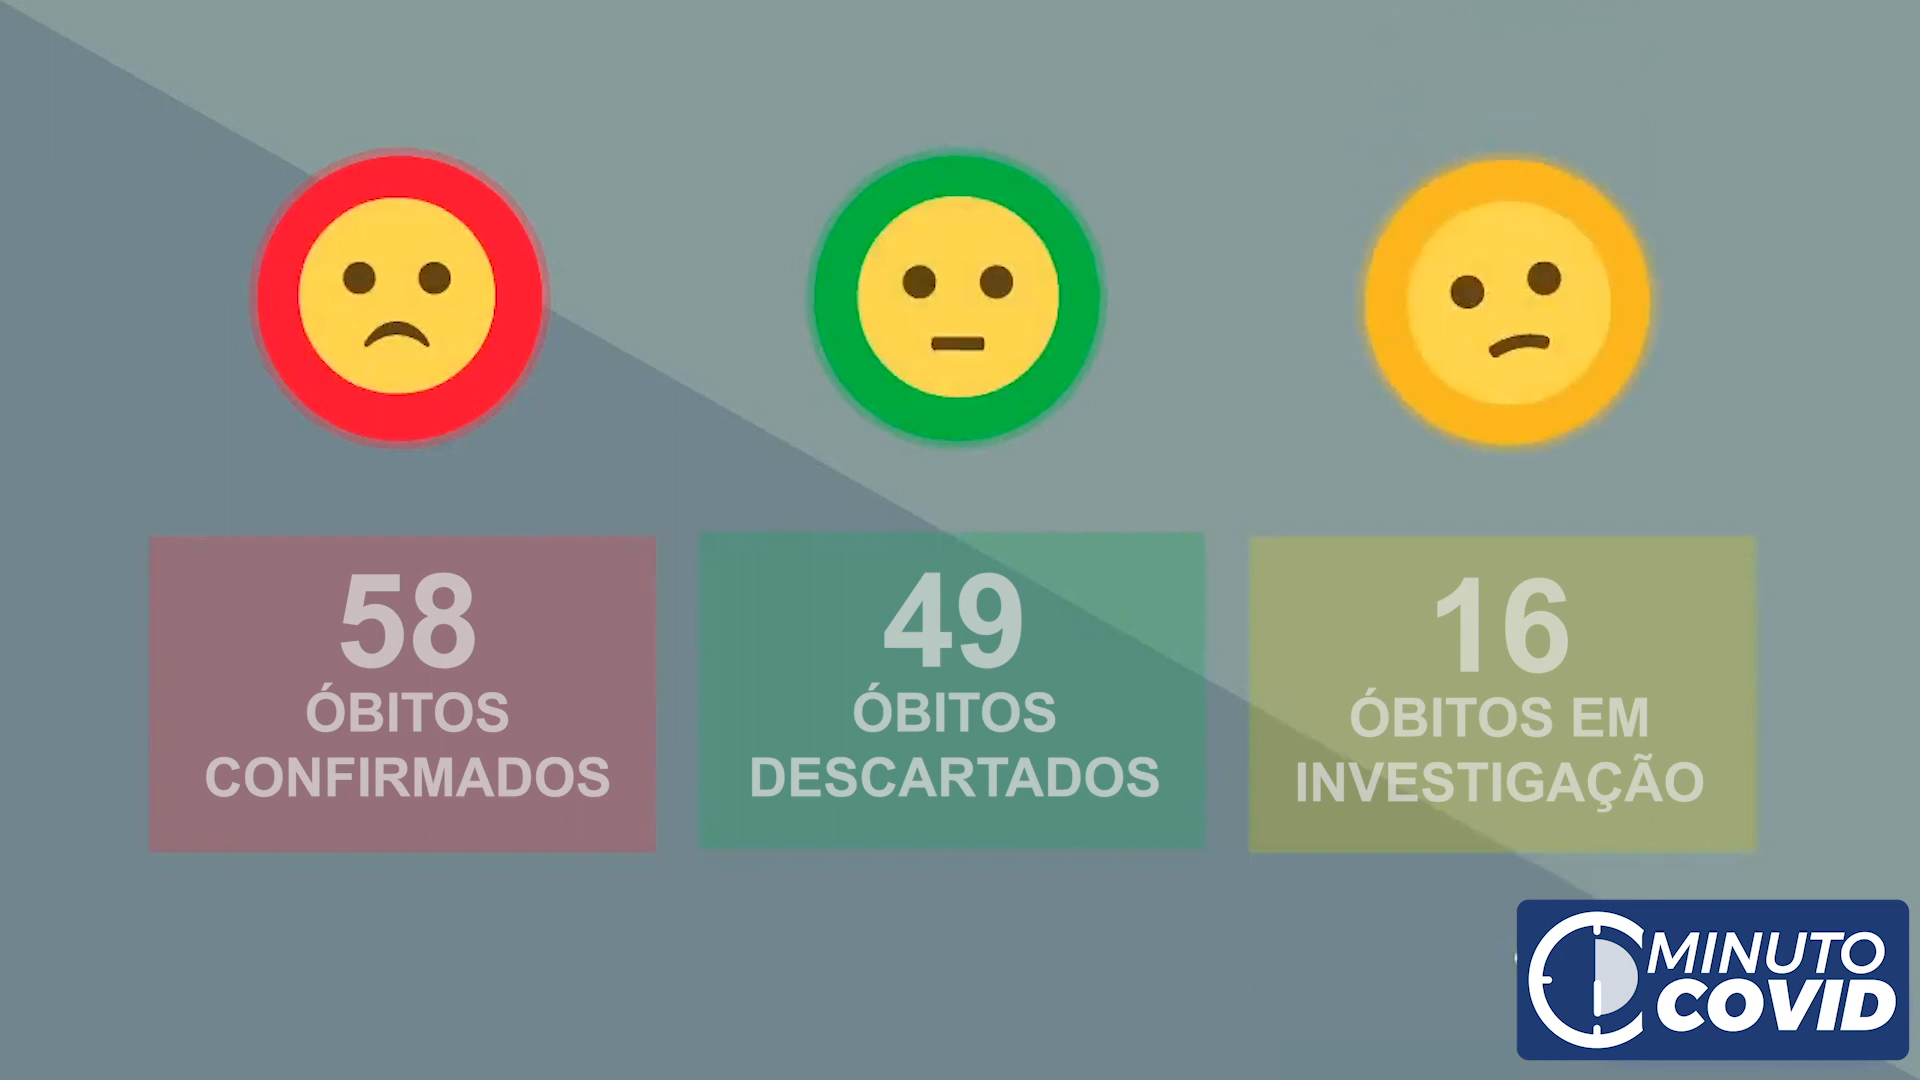 58
ÓBITOS
CONFIRMADOS
49
ÓBITOS
DESCARTADOS
16
ÓBITOS EM
INVESTIGAÇÃO
MINUTO
COVID